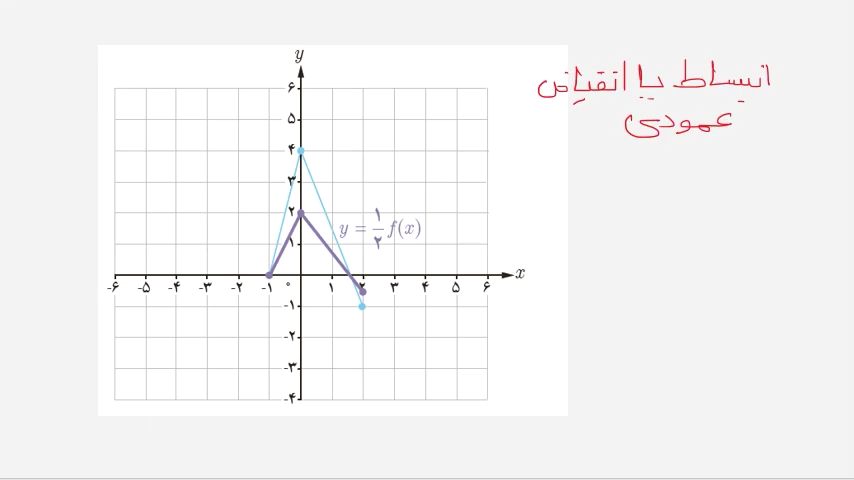 انبساط یا انقباض
عمودی
y
۶
۵
۴
۳
۲
۱
y = ۱/۲ f(x)
-۶ -۵ -۴ -۳ -۲ -۱ ۰ ۱ ۲ ۳ ۴ ۵ ۶ x
-۱
-۲
-۳
-۴